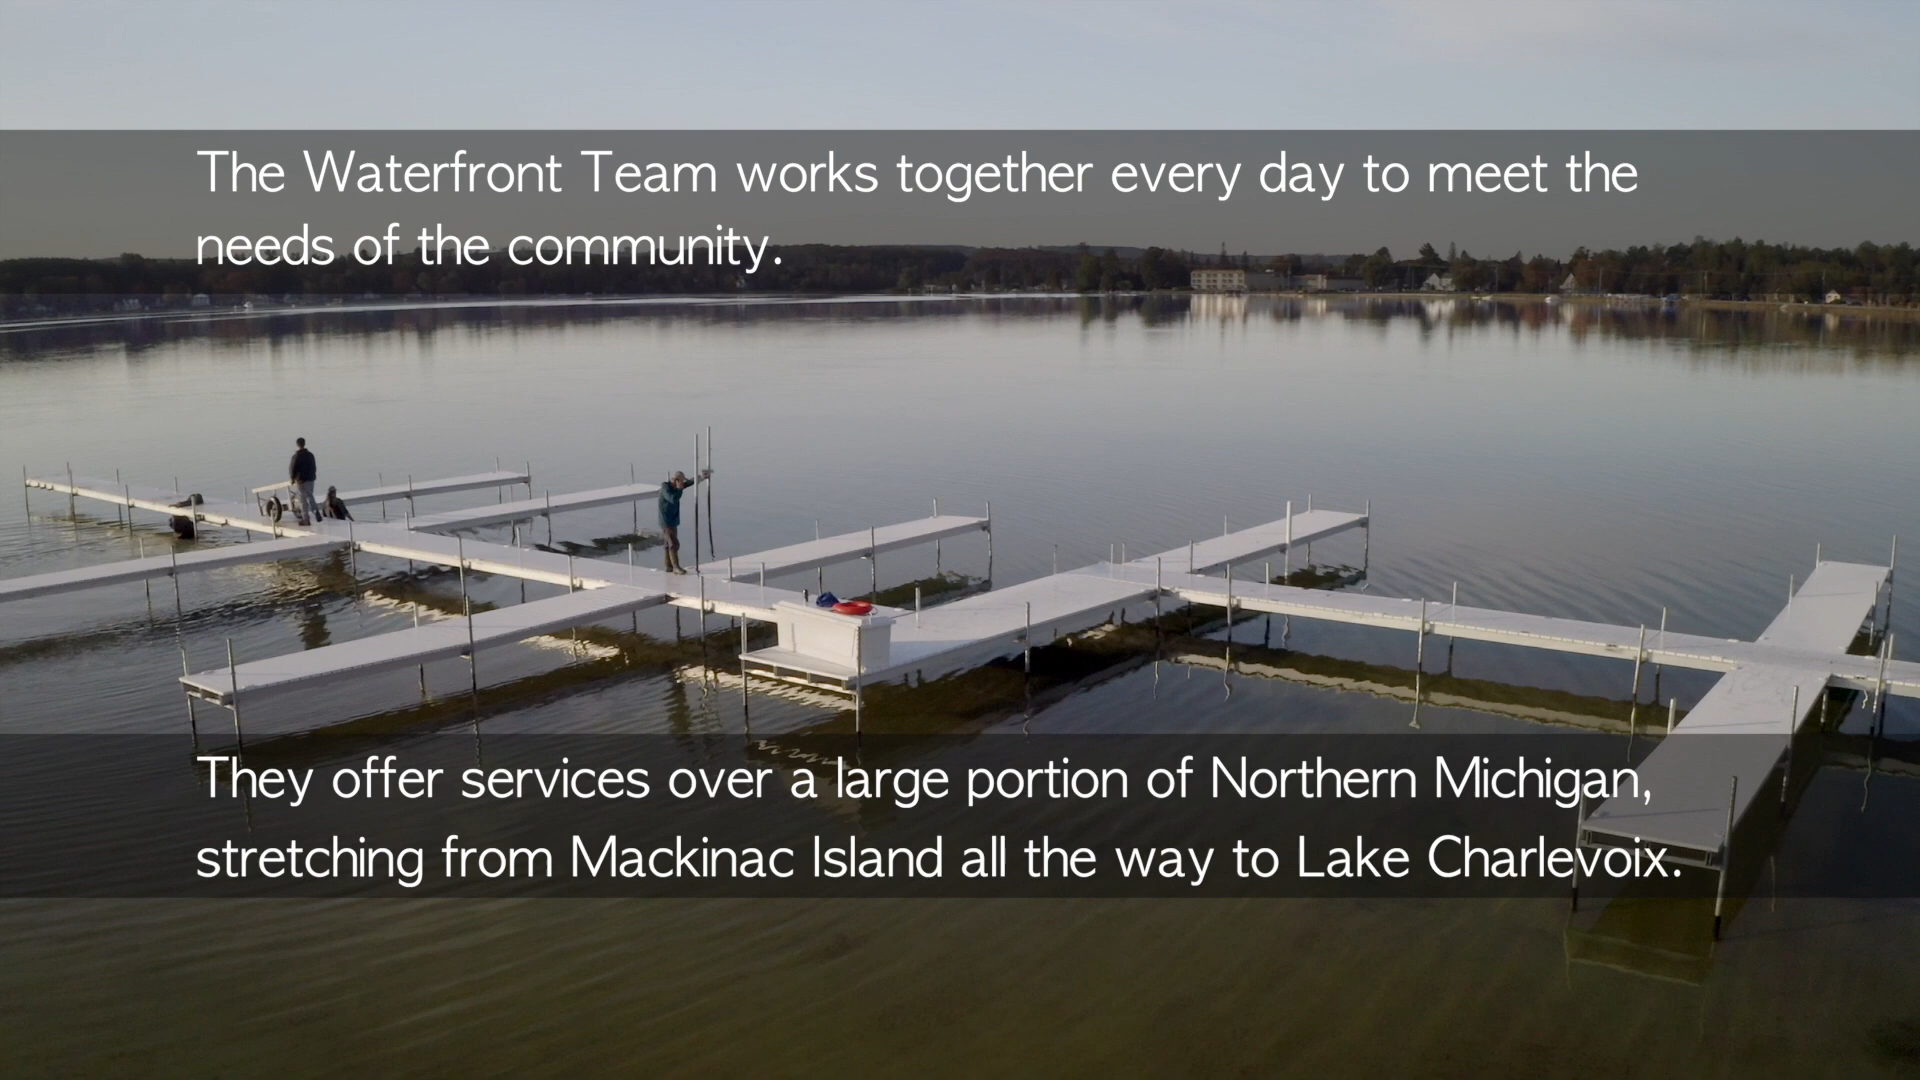 The Waterfront Team works together every day to meet the
needs of the community.
They offer services over a large portion of Northern Michigan,
stretching from Mackinac Island all the way to Lake Charlevoix.